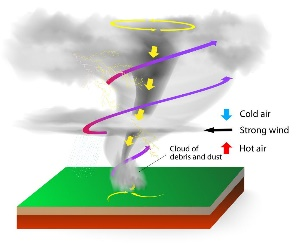 Cold air
Strong wind
Hot air
Cloud of
debris and dust